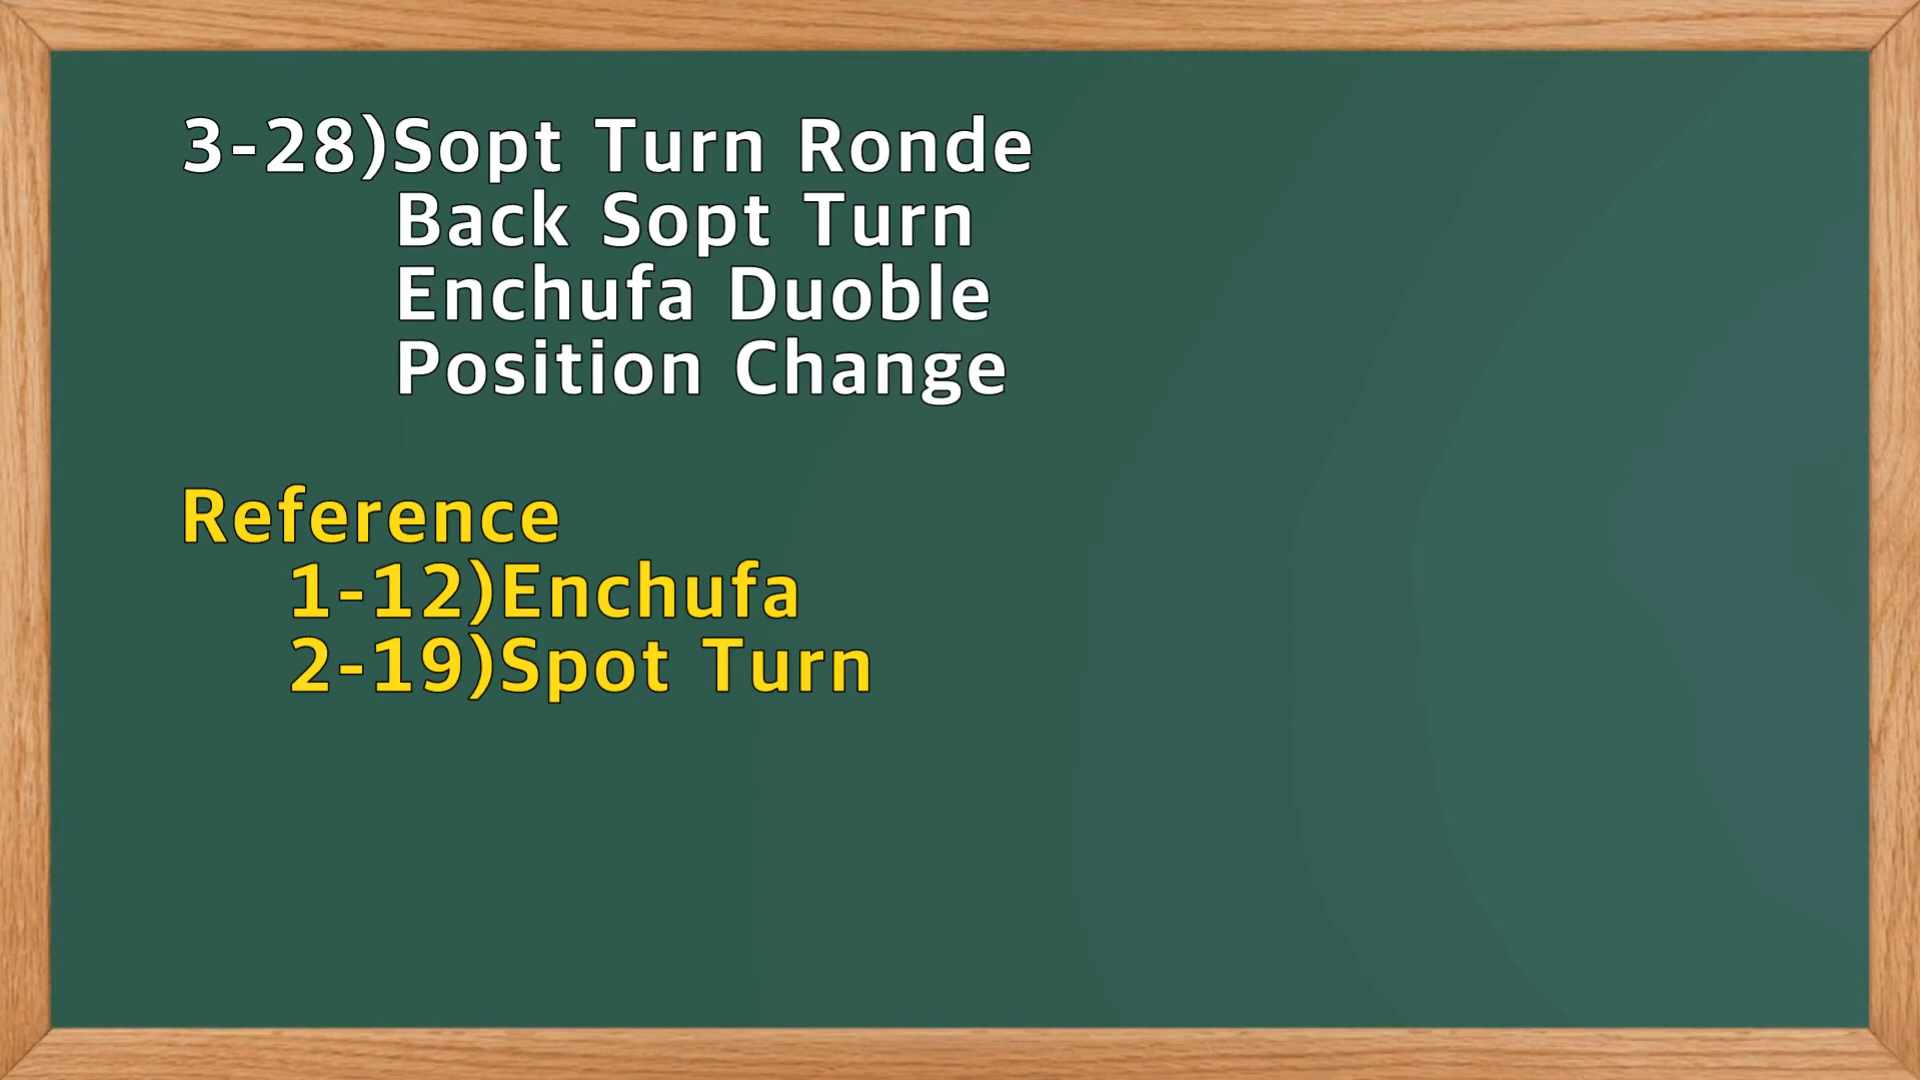 3-28)Sopt Turn Ronde
Back Sopt Turn
Enchufa Duoble
Position Change
Reference
1-12)Enchufa
2-19)Spot Turn